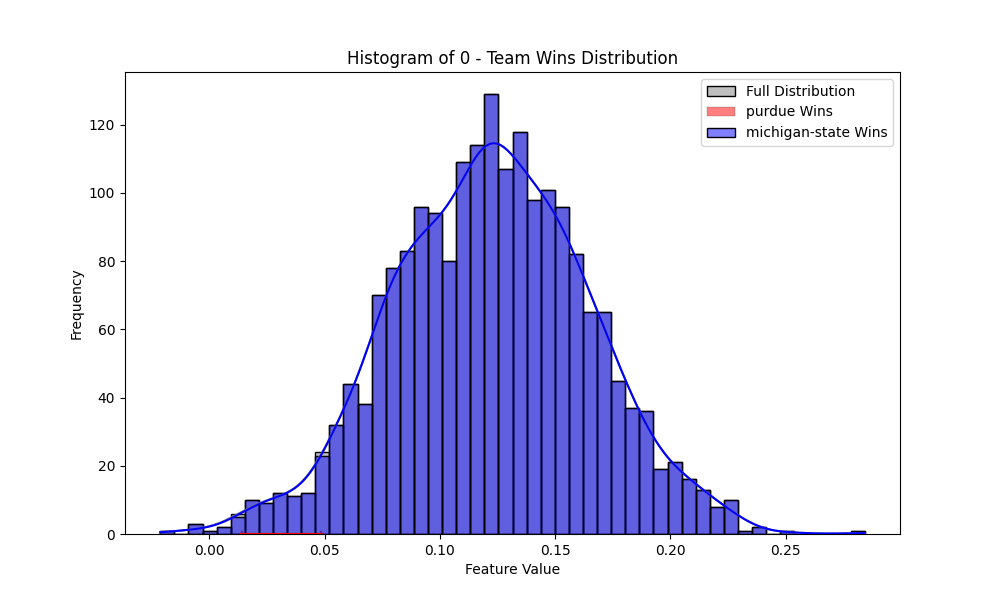 Histogram of 0 - Team Wins Distribution
Full Distribution
purdue Wins
michigan-state Wins
Frequency
120
100
80
60
40
20
0
0.00 0.05 0.10 0.15 0.20 0.25
Feature Value